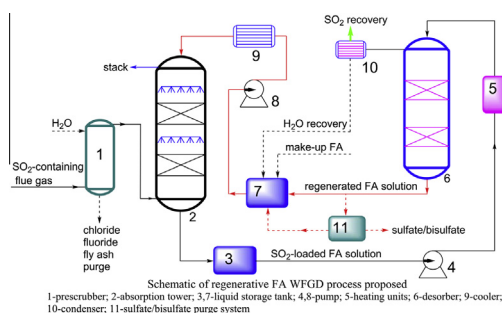 SO2 recovery
9
stack
10
5
8
H2O
H2O recovery
1
make-up FA
SO2-containing
flue gas
7
regenerated FA solution
6
2
11
sulfate/bisulfate
chloride
fluoride
fly ash
purge
3
SO2-loaded FA solution
4
Schematic of regenerative FA WFGD process proposed
1-prescrubber; 2-absorption tower; 3,7-liquid storage tank; 4,8-pump; 5-heating units; 6-desorber; 9-cooler;
10-condenser; 11-sulfate/bisulfate purge system